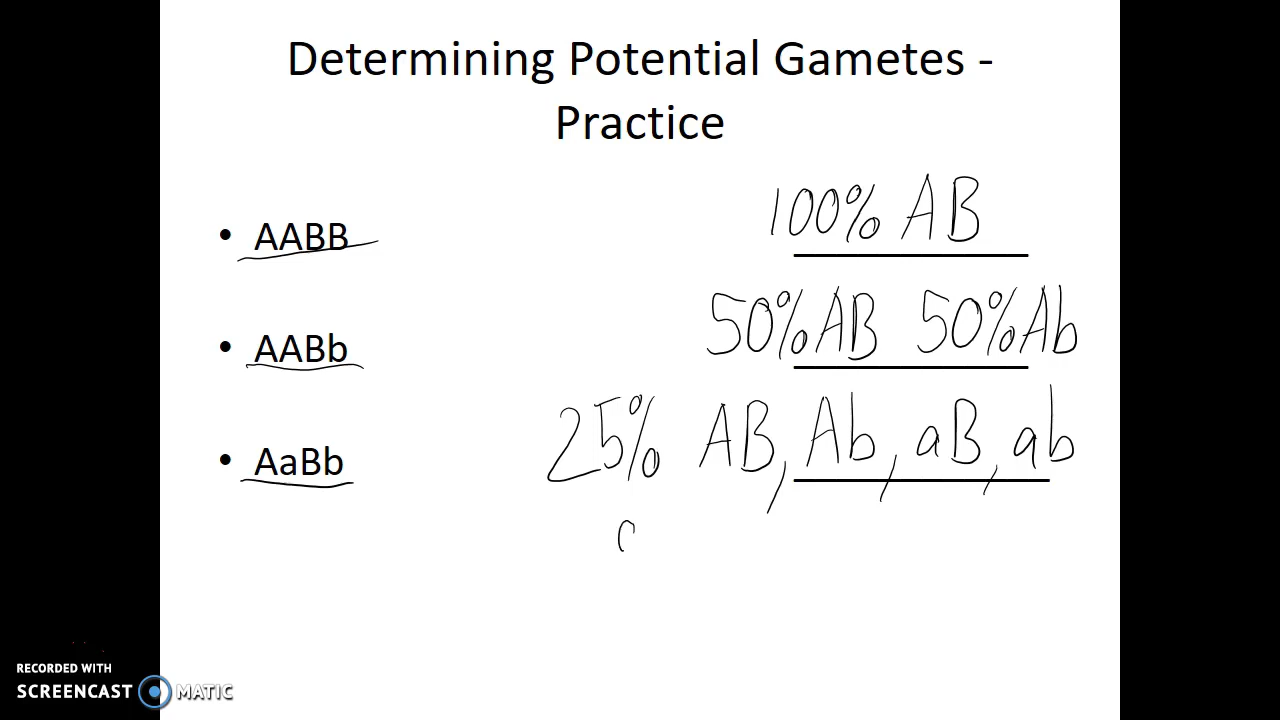 Determining Potential Gametes -
Practice
• AABB
100% AB
• AABb
50% AB 50% Ab
• AaBb
25% AB, Ab, aB, ab
RECORDED WITH
SCREENCAST MATIC